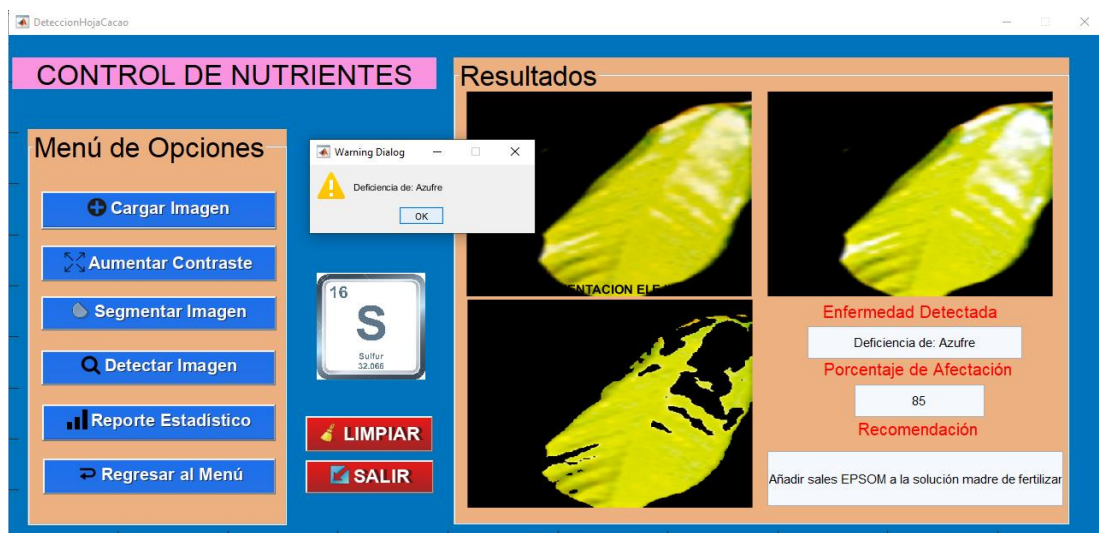 DeteccionHojaCacao
CONTROL DE NUTRIENTES
Menú de Opciones
Cargar Imagen
Aumentar Contraste
Segmentar Imagen
Detectar Imagen
Reporte Estadístico
Regresar al Menú
Warning Dialog
Deficiencia de: Azufre
OK
16
S
Sulfur
32.066
LIMPIAR
SALIR
Resultados
Enfermedad Detectada
Deficiencia de: Azufre
Porcentaje de Afectación
85
Recomendación
Añadir sales EPSOM a la solución madre de fertilizar